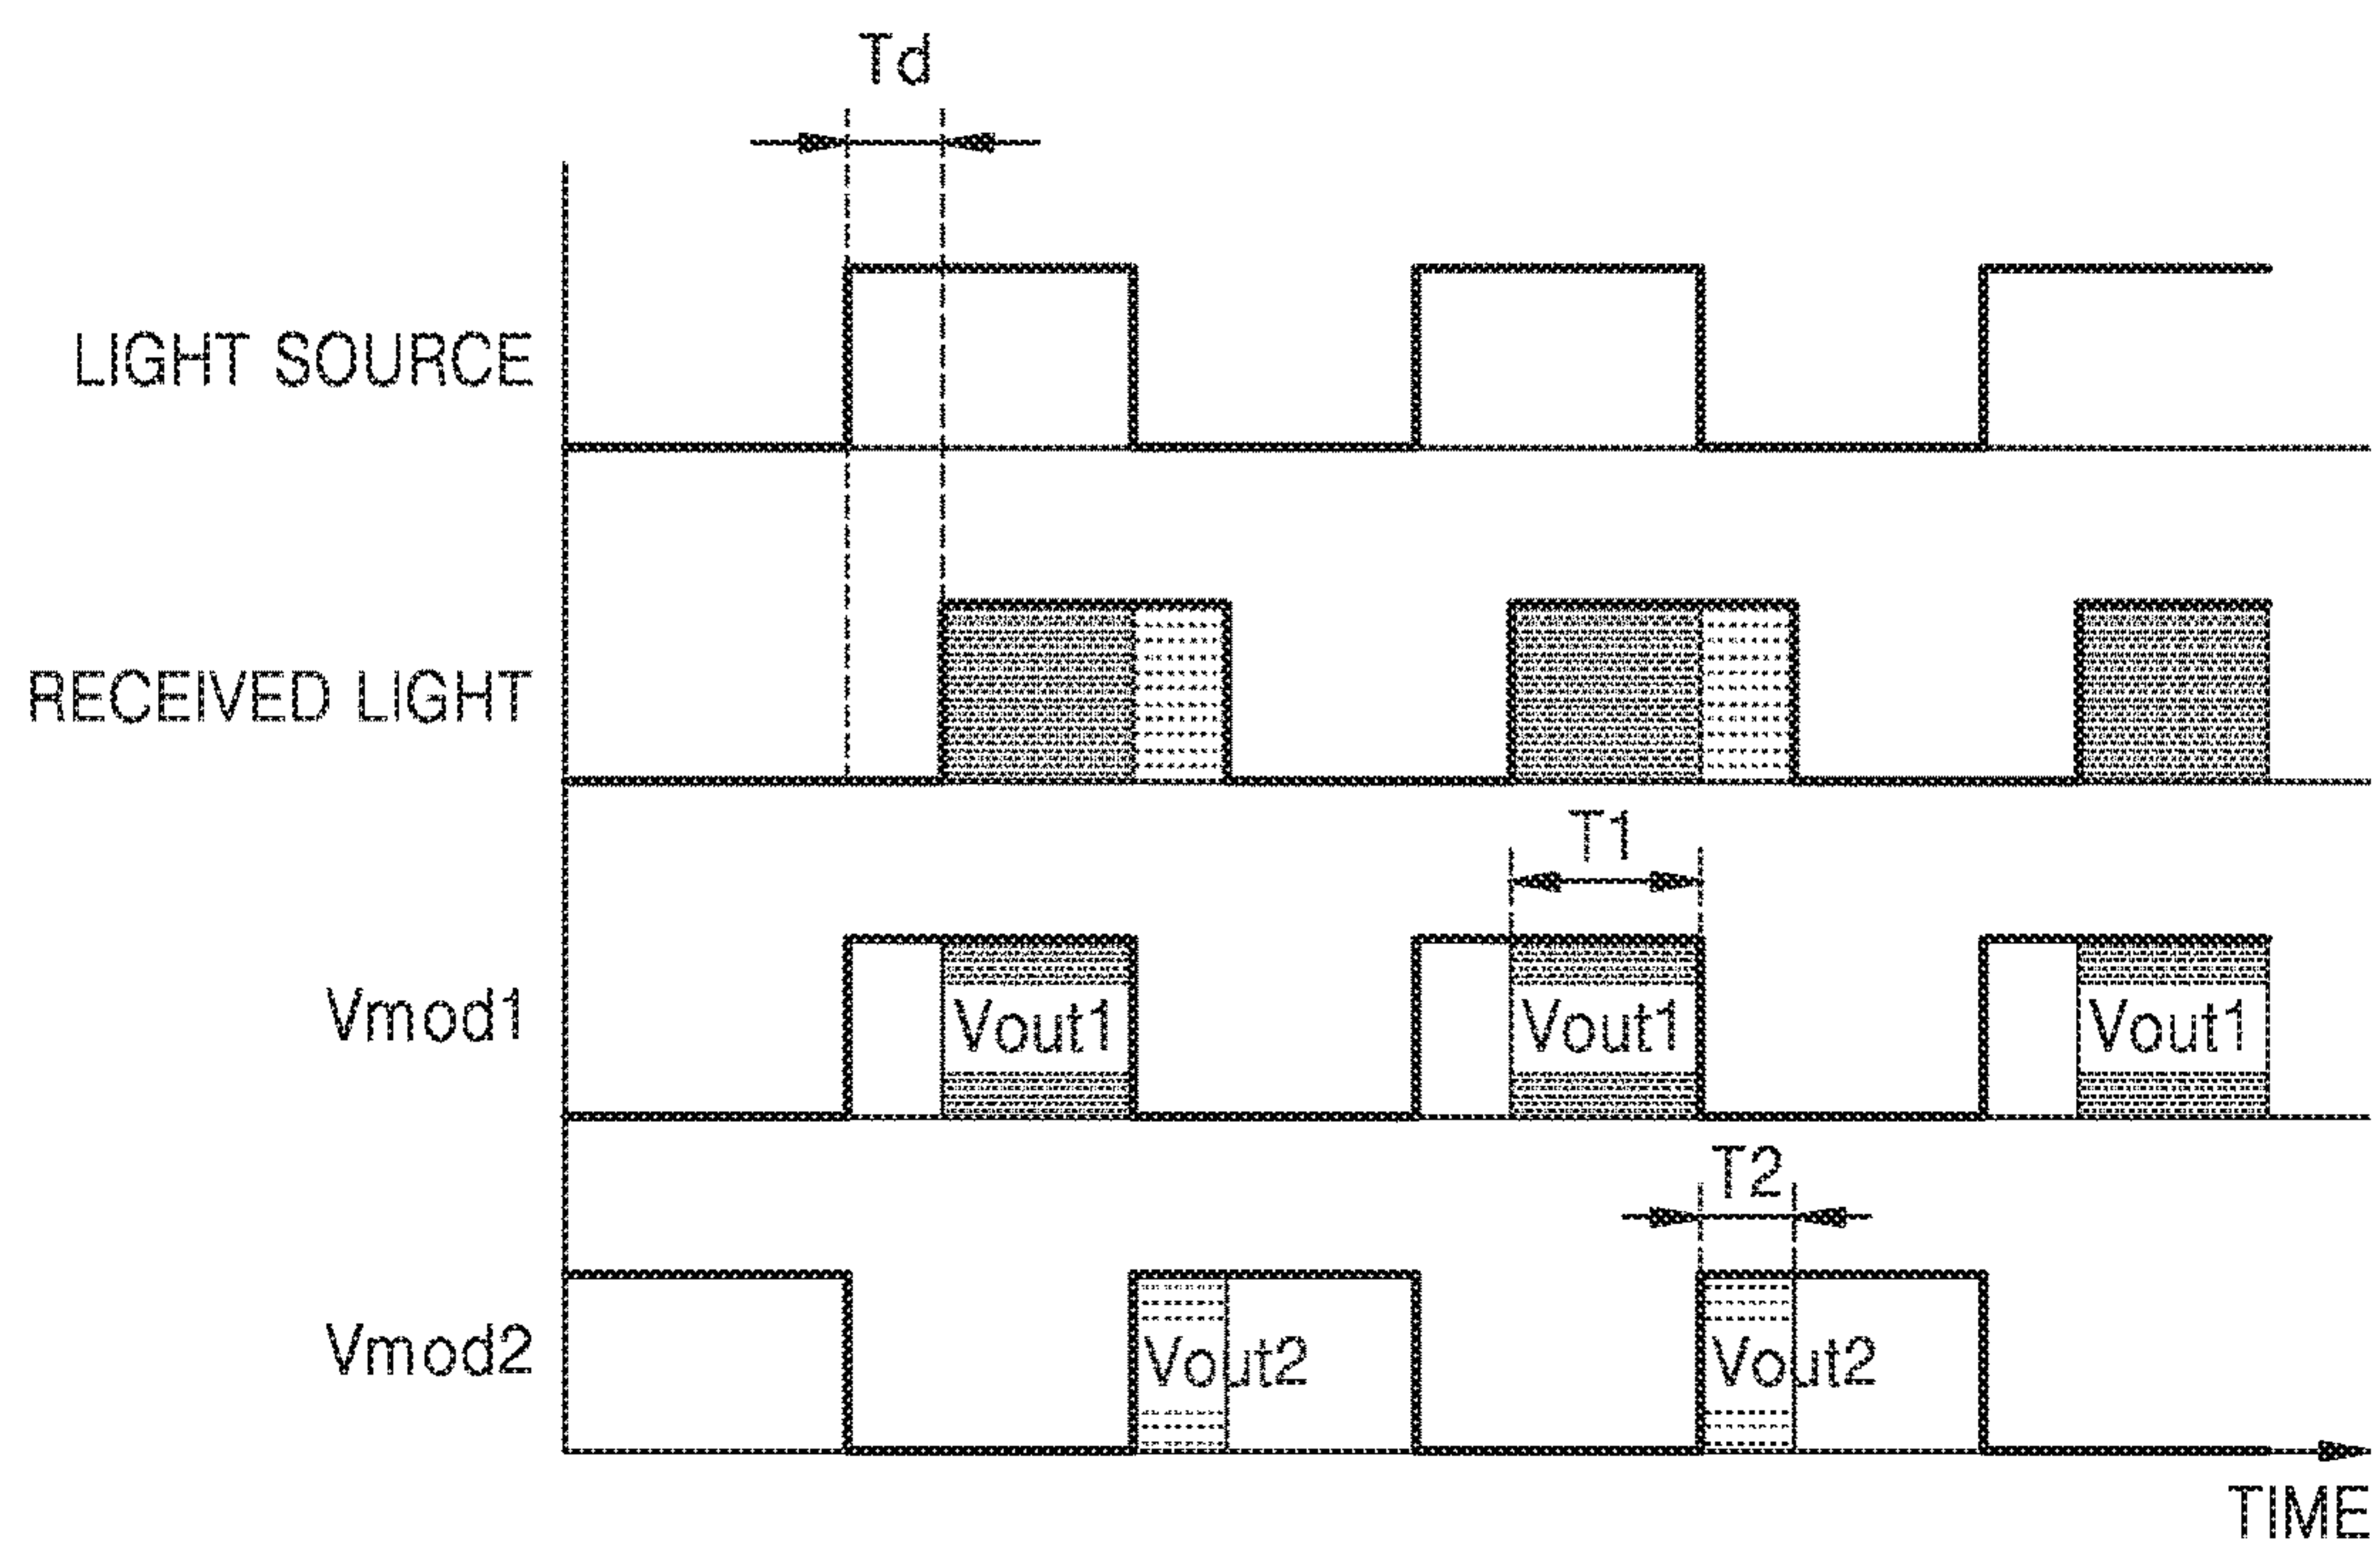 Td
LIGHT SOURCE
RECEIVED LIGHT
T1
Vmod1
Vout1
Vout1
Vout1
T2
Vmod2
Vout2
Vout2
TIME